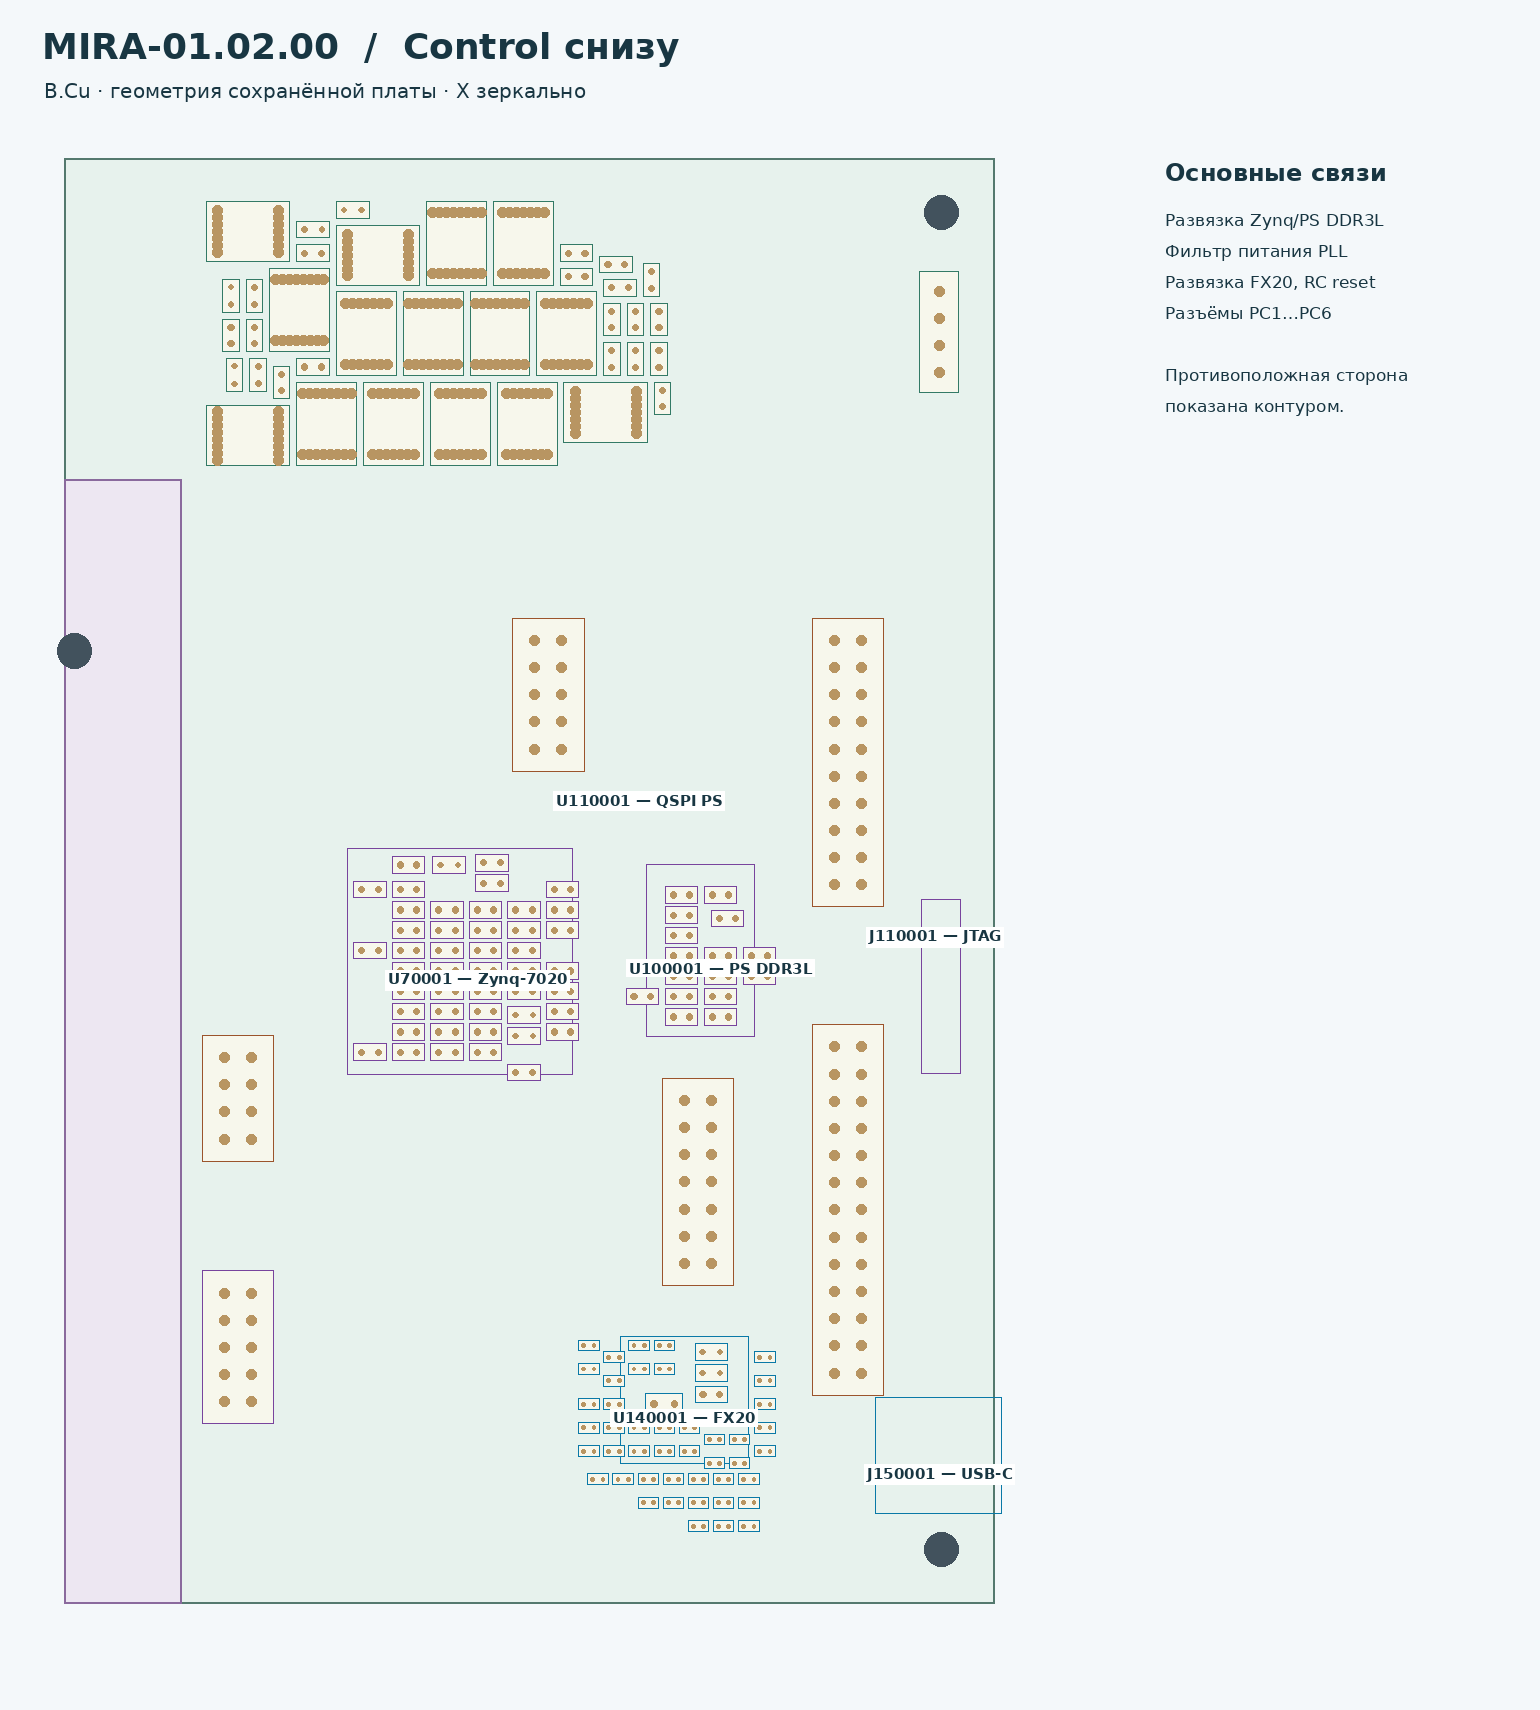 MIRA-01.02.00 / Control снизу
B.Cu · геометрия сохранённой платы · X зеркально
Основные связи
Развязка Zynq/PS DDR3L
Фильтр питания PLL
Развязка FX20, RC reset
Разъёмы PC1…PC6
Противоположная сторона
показана контуром.
U110001 — QSPI PS
J110001 — JTAG
U100001 — PS DDR3L
U70001 — Zynq-7020
U140001 — FX20
J150001 — USB-C